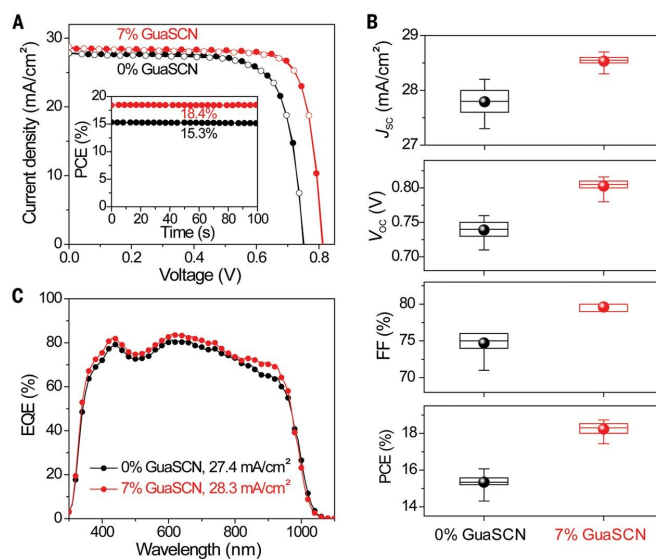 A
7% GuaSCN
0% GuaSCN
Current density (mA/cm²)
30
20
10
0
0.0 0.2 0.4 0.6 0.8
Voltage (V)
PCE (%)
20
15
10
5
0
18.4%
15.3%
0 20 40 60 80 100
Time (s)
B
J_SC (mA/cm²)
29
28
27
V_OC (V)
0.80
0.75
0.70
FF (%)
80
75
70
PCE (%)
18
16
15
0% GuaSCN 7% GuaSCN
C
EQE (%)
100
80
60
40
20
0
0% GuaSCN, 27.4 mA/cm²
7% GuaSCN, 28.3 mA/cm²
400 600 800 1000
Wavelength (nm)